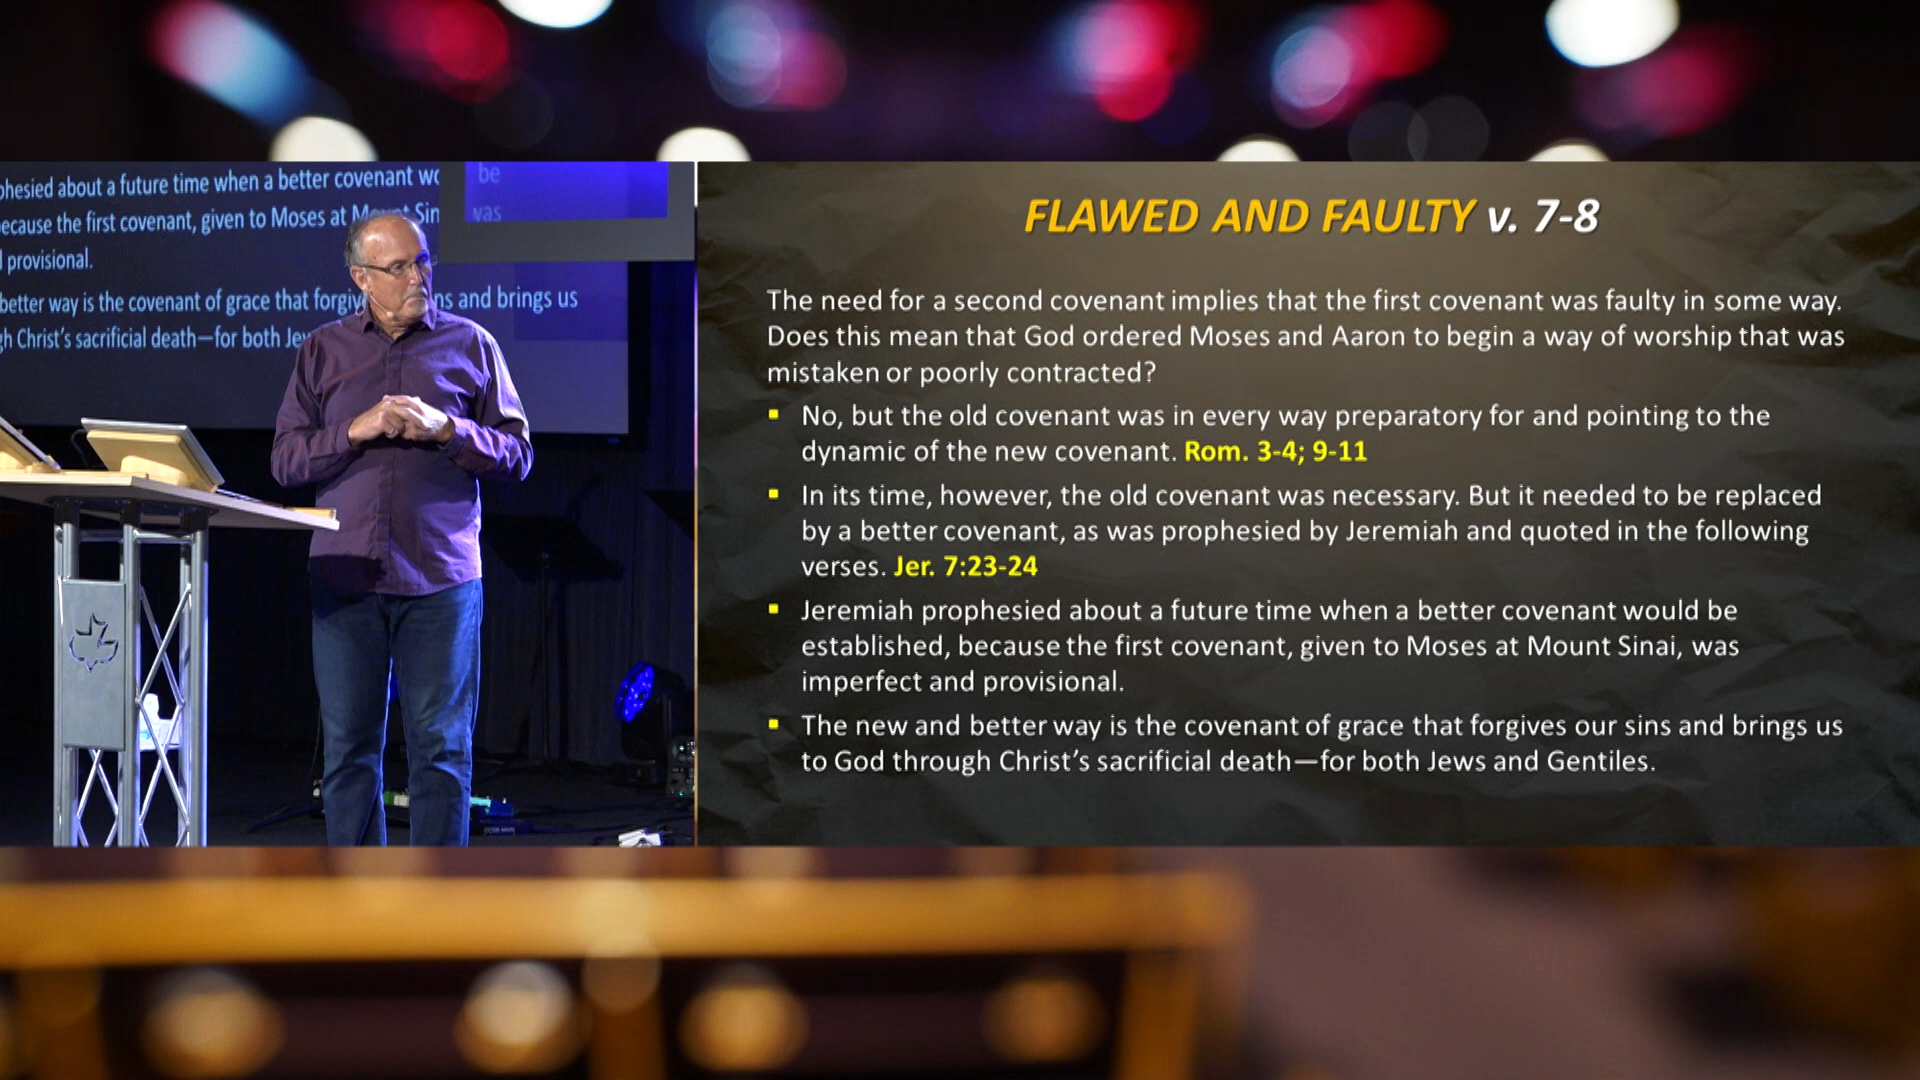 phesied about a future time when a better covenant wo
be
ecause the first covenant, given to Moses at Mount Sin
was
l provisional.
better way is the covenant of grace that forgiv
ns and brings us
gh Christ's sacrificial death—for both Jew
FLAWED AND FAULTY v. 7-8
The need for a second covenant implies that the first covenant was faulty in some way.
Does this mean that God ordered Moses and Aaron to begin a way of worship that was
mistaken or poorly contracted?
▪ No, but the old covenant was in every way preparatory for and pointing to the
dynamic of the new covenant. Rom. 3-4; 9-11
▪ In its time, however, the old covenant was necessary. But it needed to be replaced
by a better covenant, as was prophesied by Jeremiah and quoted in the following
verses. Jer. 7:23-24
▪ Jeremiah prophesied about a future time when a better covenant would be
established, because the first covenant, given to Moses at Mount Sinai, was
imperfect and provisional.
▪ The new and better way is the covenant of grace that forgives our sins and brings us
to God through Christ's sacrificial death—for both Jews and Gentiles.